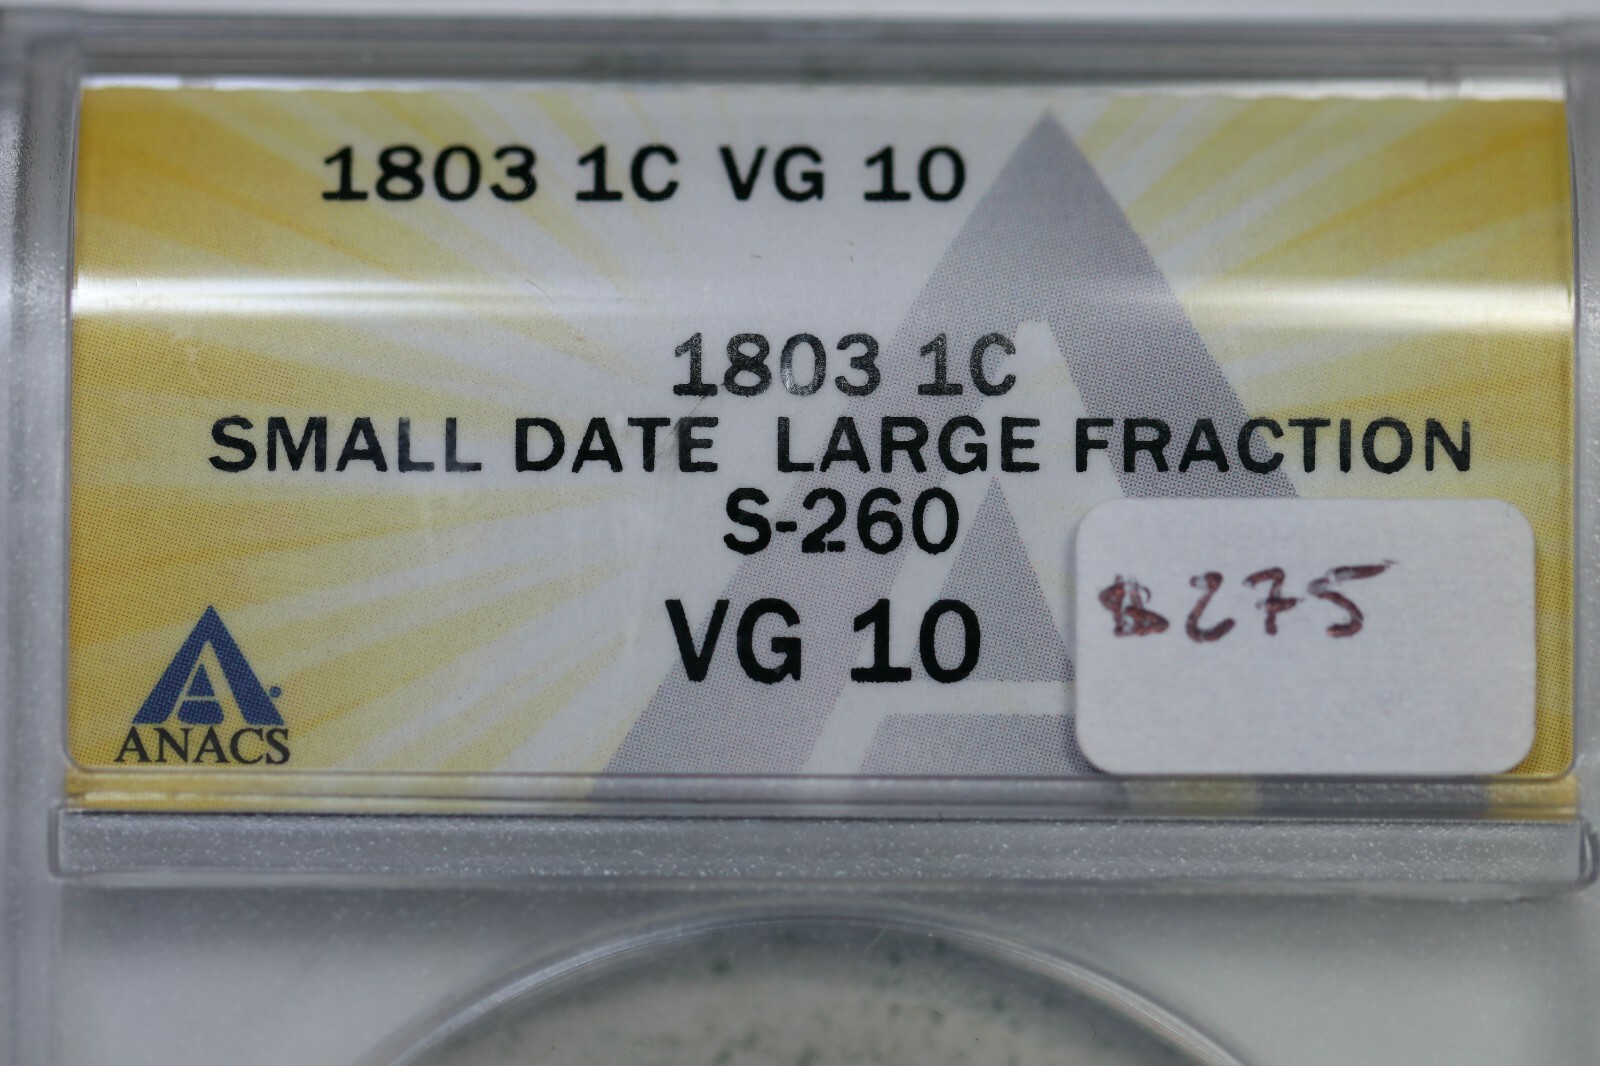 1803 1C VG 10
1803 1C
SMALL DATE LARGE FRACTION
S-260
VG 10
$275
ANACS